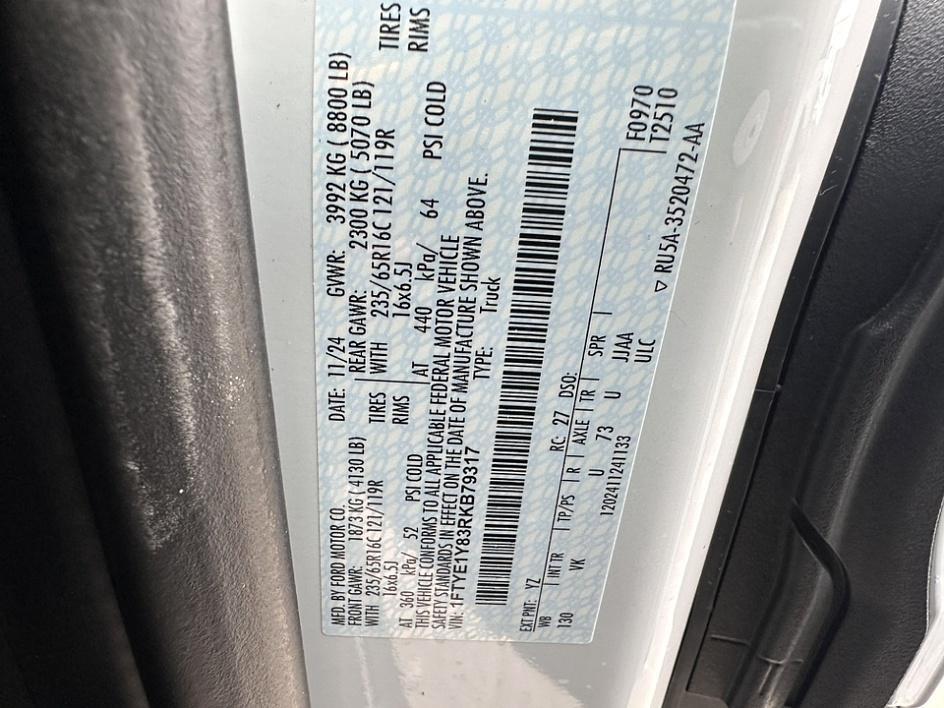 MFD. BY FORD MOTOR CO.
DATE: 11/24 GVWR: 3992 KG ( 8800 LB)
FRONT GAWR: 1873 KG ( 4130 LB)
REAR GAWR: 2300 KG ( 5070 LB)
WITH 235/65R16C 121/119R TIRES
WITH 235/65R16C 121/119R TIRES
16x6.5J RIMS
16x6.5J RIMS
AT 360 kPa/ 52 PSI COLD
AT 440 kPa/ 64 PSI COLD
THIS VEHICLE CONFORMS TO ALL APPLICABLE FEDERAL MOTOR VEHICLE
SAFETY STANDARDS IN EFFECT ON THE DATE OF MANUFACTURE SHOWN ABOVE.
VIN: 1FTYE1Y83RKB79317
TYPE: Truck
EXT PNT: YZ RC: 27 DSO:
WB INT TR TP/PS R AXLE TR SPR
130 VK U 73 U JJAA
ULC
12024112411133
F0970
T2510
▽ RU5A-3520472-AA